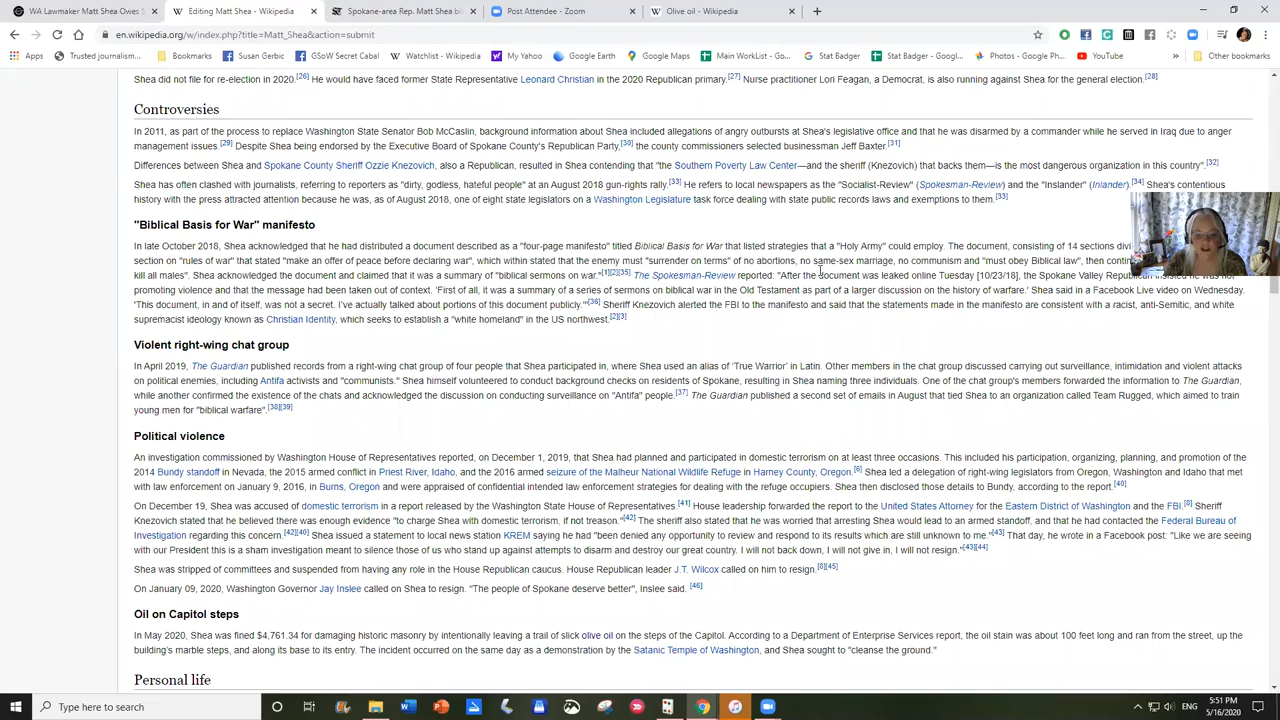 WA Lawmaker Matt Shea Owes S
Editing Matt Shea - Wikipedia
Spokane-area Rep. Matt Shea bil
Post Attendee - Zoom
Olive oil - Wikipedia
en.wikipedia.org/w/index.php?title=Matt_Shea&action=submit
Apps Trusted journalism... Bookmarks Susan Gerbic GSoW Secret Cabal Watchlist - Wikipedia My Yahoo Google Earth Google Maps Main WorkList - Go... Stat Badger Stat Badger - Googl... Photos - Google Ph... YouTube » Other bookmarks
Shea did not file for re-election in 2020.[26] He would have faced former State Representative Leonard Christian in the 2020 Republican primary.[27] Nurse practitioner Lori Feagan, a Democrat, is also running against Shea for the general election.[28]
Controversies
In 2011, as part of the process to replace Washington State Senator Bob McCaslin, background information about Shea included allegations of angry outbursts at Shea's legislative office and that he was disarmed by a commander while he served in Iraq due to anger
management issues.[29] Despite Shea being endorsed by the Executive Board of Spokane County's Republican Party,[30] the county commissioners selected businessman Jeff Baxter.[31]
Differences between Shea and Spokane County Sheriff Ozzie Knezovich, also a Republican, resulted in Shea contending that "the Southern Poverty Law Center—and the sheriff (Knezovich) that backs them—is the most dangerous organization in this country".[32]
Shea has often clashed with journalists, referring to reporters as "dirty, godless, hateful people" at an August 2018 gun-rights rally.[33] He refers to local newspapers as the "Socialist-Review" (Spokesman-Review) and the "Inslander" (Inlander).[34] Shea's contentious
history with the press attracted attention because he was, as of August 2018, one of eight state legislators on a Washington Legislature task force dealing with state public records laws and exemptions to them.[33]
"Biblical Basis for War" manifesto
In late October 2018, Shea acknowledged that he had distributed a document described as a "four-page manifesto" titled Biblical Basis for War that listed strategies that a "Holy Army" could employ. The document, consisting of 14 sections divi
section on "rules of war" that stated "make an offer of peace before declaring war", which within stated that the enemy must "surrender on terms" of no abortions, no same-sex marriage, no communism and "must obey Biblical law", then contin
kill all males". Shea acknowledged the document and claimed that it was a summary of "biblical sermons on war."[1][2][35] The Spokesman-Review reported: "After the document was leaked online Tuesday [10/23/18], the Spokane Valley Republican insisted he was not
promoting violence and that the message had been taken out of context. 'First of all, it was a summary of a series of sermons on biblical war in the Old Testament as part of a larger discussion on the history of warfare.' Shea said in a Facebook Live video on Wednesday.
'This document, in and of itself, was not a secret. I've actually talked about portions of this document publicly.'"[36] Sheriff Knezovich alerted the FBI to the manifesto and said that the statements made in the manifesto are consistent with a racist, anti-Semitic, and white
supremacist ideology known as Christian Identity, which seeks to establish a "white homeland" in the US northwest.[2][3]
Violent right-wing chat group
In April 2019, The Guardian published records from a right-wing chat group of four people that Shea participated in, where Shea used an alias of 'True Warrior' in Latin. Other members in the chat group discussed carrying out surveillance, intimidation and violent attacks
on political enemies, including Antifa activists and "communists." Shea himself volunteered to conduct background checks on residents of Spokane, resulting in Shea naming three individuals. One of the chat group's members forwarded the information to The Guardian,
while another confirmed the existence of the chats and acknowledged the discussion on conducting surveillance on "Antifa" people.[37] The Guardian published a second set of emails in August that tied Shea to an organization called Team Rugged, which aimed to train
young men for "biblical warfare".[38][39]
Political violence
An investigation commissioned by Washington House of Representatives reported, on December 1, 2019, that Shea had planned and participated in domestic terrorism on at least three occasions. This included his participation, organizing, planning, and promotion of the
2014 Bundy standoff in Nevada, the 2015 armed conflict in Priest River, Idaho, and the 2016 armed seizure of the Malheur National Wildlife Refuge in Harney County, Oregon.[6] Shea led a delegation of right-wing legislators from Oregon, Washington and Idaho that met
with law enforcement on January 9, 2016, in Burns, Oregon and were appraised of confidential intended law enforcement strategies for dealing with the refuge occupiers. Shea then disclosed those details to Bundy, according to the report.[40]
On December 19, Shea was accused of domestic terrorism in a report released by the Washington State House of Representatives.[41] House leadership forwarded the report to the United States Attorney for the Eastern District of Washington and the FBI.[8] Sheriff
Knezovich stated that he believed there was enough evidence "to charge Shea with domestic terrorism, if not treason."[42] The sheriff also stated that he was worried that arresting Shea would lead to an armed standoff, and that he had contacted the Federal Bureau of
Investigation regarding this concern.[42][40] Shea issued a statement to local news station KREM saying he had "been denied any opportunity to review and respond to its results which are still unknown to me."[43] That day, he wrote in a Facebook post: "Like we are seeing
with our President this is a sham investigation meant to silence those of us who stand up against attempts to disarm and destroy our great country. I will not back down, I will not give in, I will not resign."[43][44]
Shea was stripped of committees and suspended from having any role in the House Republican caucus. House Republican leader J.T. Wilcox called on him to resign.[8][45]
On January 09, 2020, Washington Governor Jay Inslee called on Shea to resign. "The people of Spokane deserve better", Inslee said. [46]
Oil on Capitol steps
In May 2020, Shea was fined $4,761.34 for damaging historic masonry by intentionally leaving a trail of slick olive oil on the steps of the Capitol. According to a Department of Enterprise Services report, the oil stain was about 100 feet long and ran from the street, up the
building's marble steps, and along its base to its entry. The incident occurred on the same day as a demonstration by the Satanic Temple of Washington, and Shea sought to "cleanse the ground."
Personal life
Type here to search
ENG
5:51 PM
5/16/2020